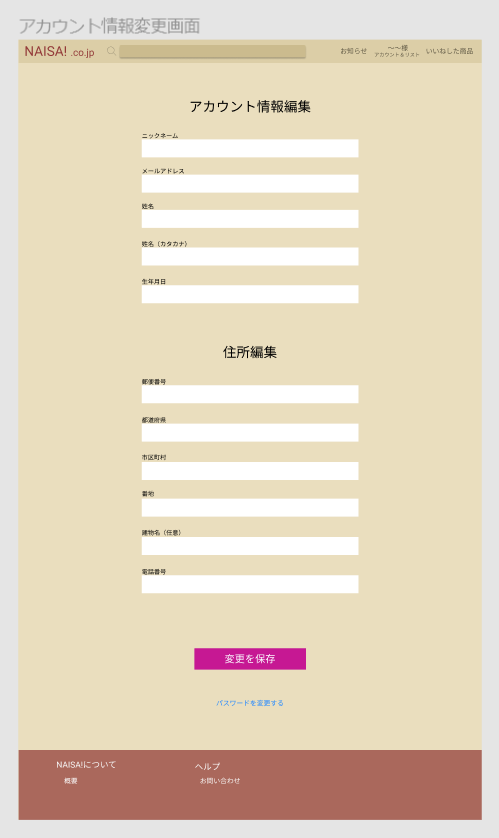 アカウント情報変更画面
NAISA! .co.jp
お知らせ
〜〜様
アカウント&リスト
いいねした商品
アカウント情報編集
ニックネーム
メールアドレス
姓名
姓名（カタカナ）
生年月日
住所編集
郵便番号
都道府県
市区町村
番地
建物名（任意）
電話番号
変更を保存
パスワードを変更する
NAISA!について
概要
ヘルプ
お問い合わせ